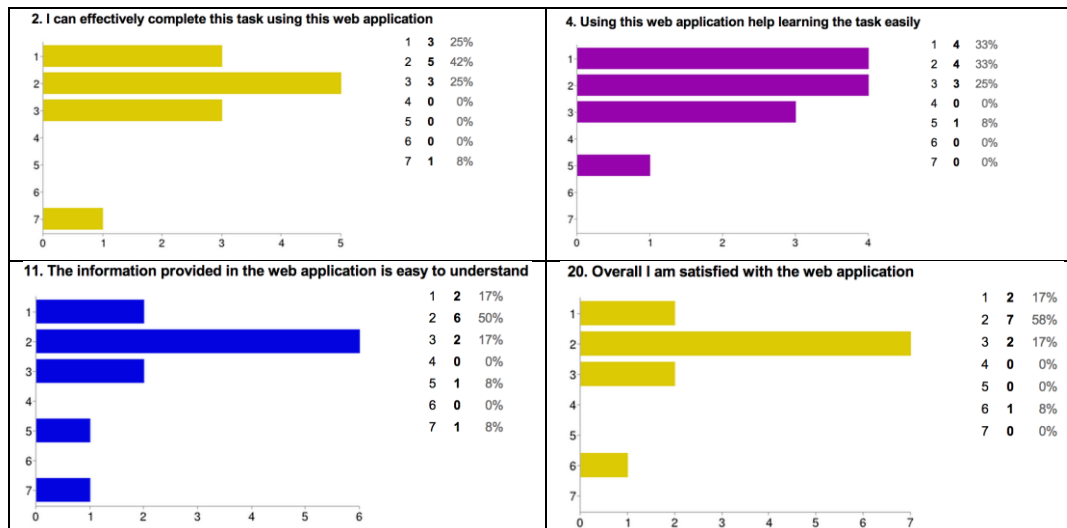 2. I can effectively complete this task using this web application
1 3 25%
2 5 42%
3 3 25%
4 0 0%
5 0 0%
6 0 0%
7 1 8%
1
2
3
4
5
6
7
0 1 2 3 4 5
4. Using this web application help learning the task easily
1 4 33%
2 4 33%
3 3 25%
4 0 0%
5 1 8%
6 0 0%
7 0 0%
1
2
3
4
5
6
7
0 1 2 3 4
11. The information provided in the web application is easy to understand
1 2 17%
2 6 50%
3 2 17%
4 0 0%
5 1 8%
6 0 0%
7 1 8%
1
2
3
4
5
6
7
0 1 2 3 4 5 6
20. Overall I am satisfied with the web application
1 2 17%
2 7 58%
3 2 17%
4 0 0%
5 0 0%
6 1 8%
7 0 0%
1
2
3
4
5
6
7
0 1 2 3 4 5 6 7